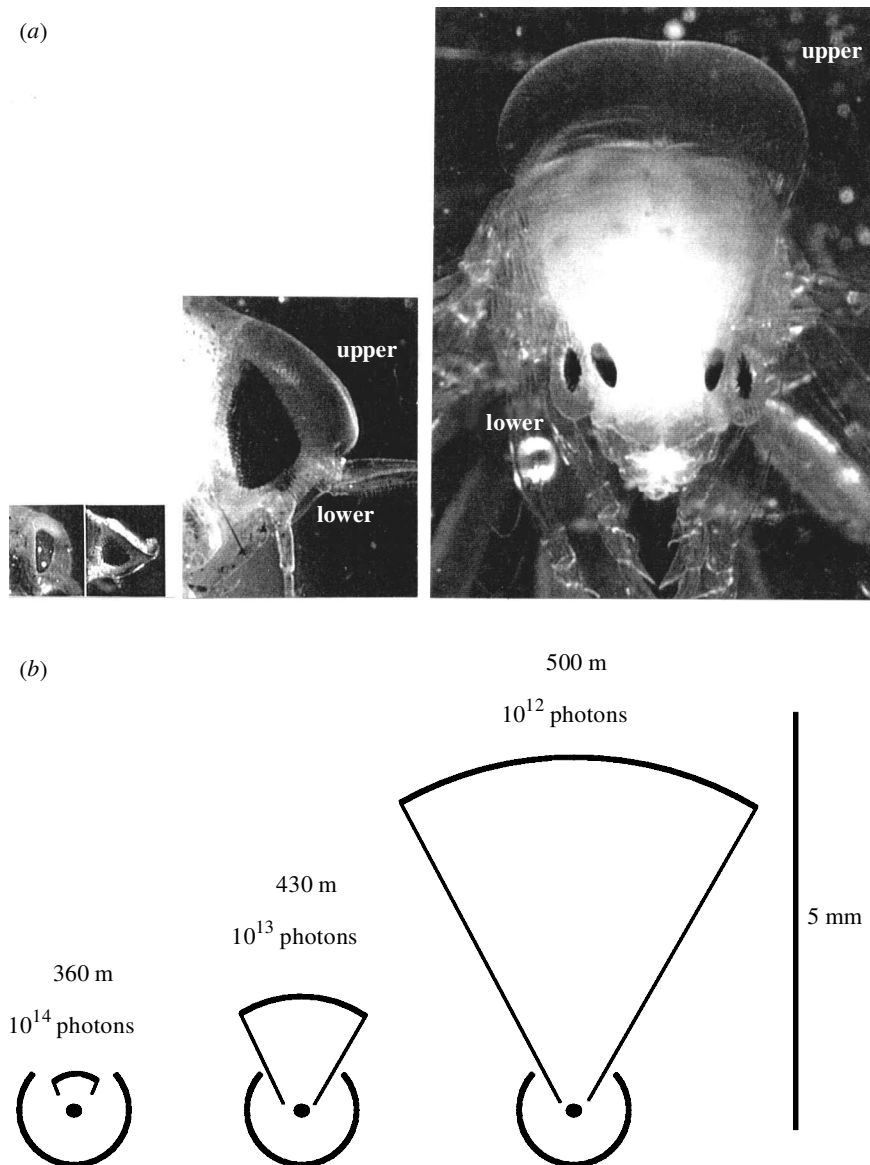 (a)
upper
upper
lower
lower
(b)
500 m
10^12 photons
430 m
10^13 photons
5 mm
360 m
10^14 photons